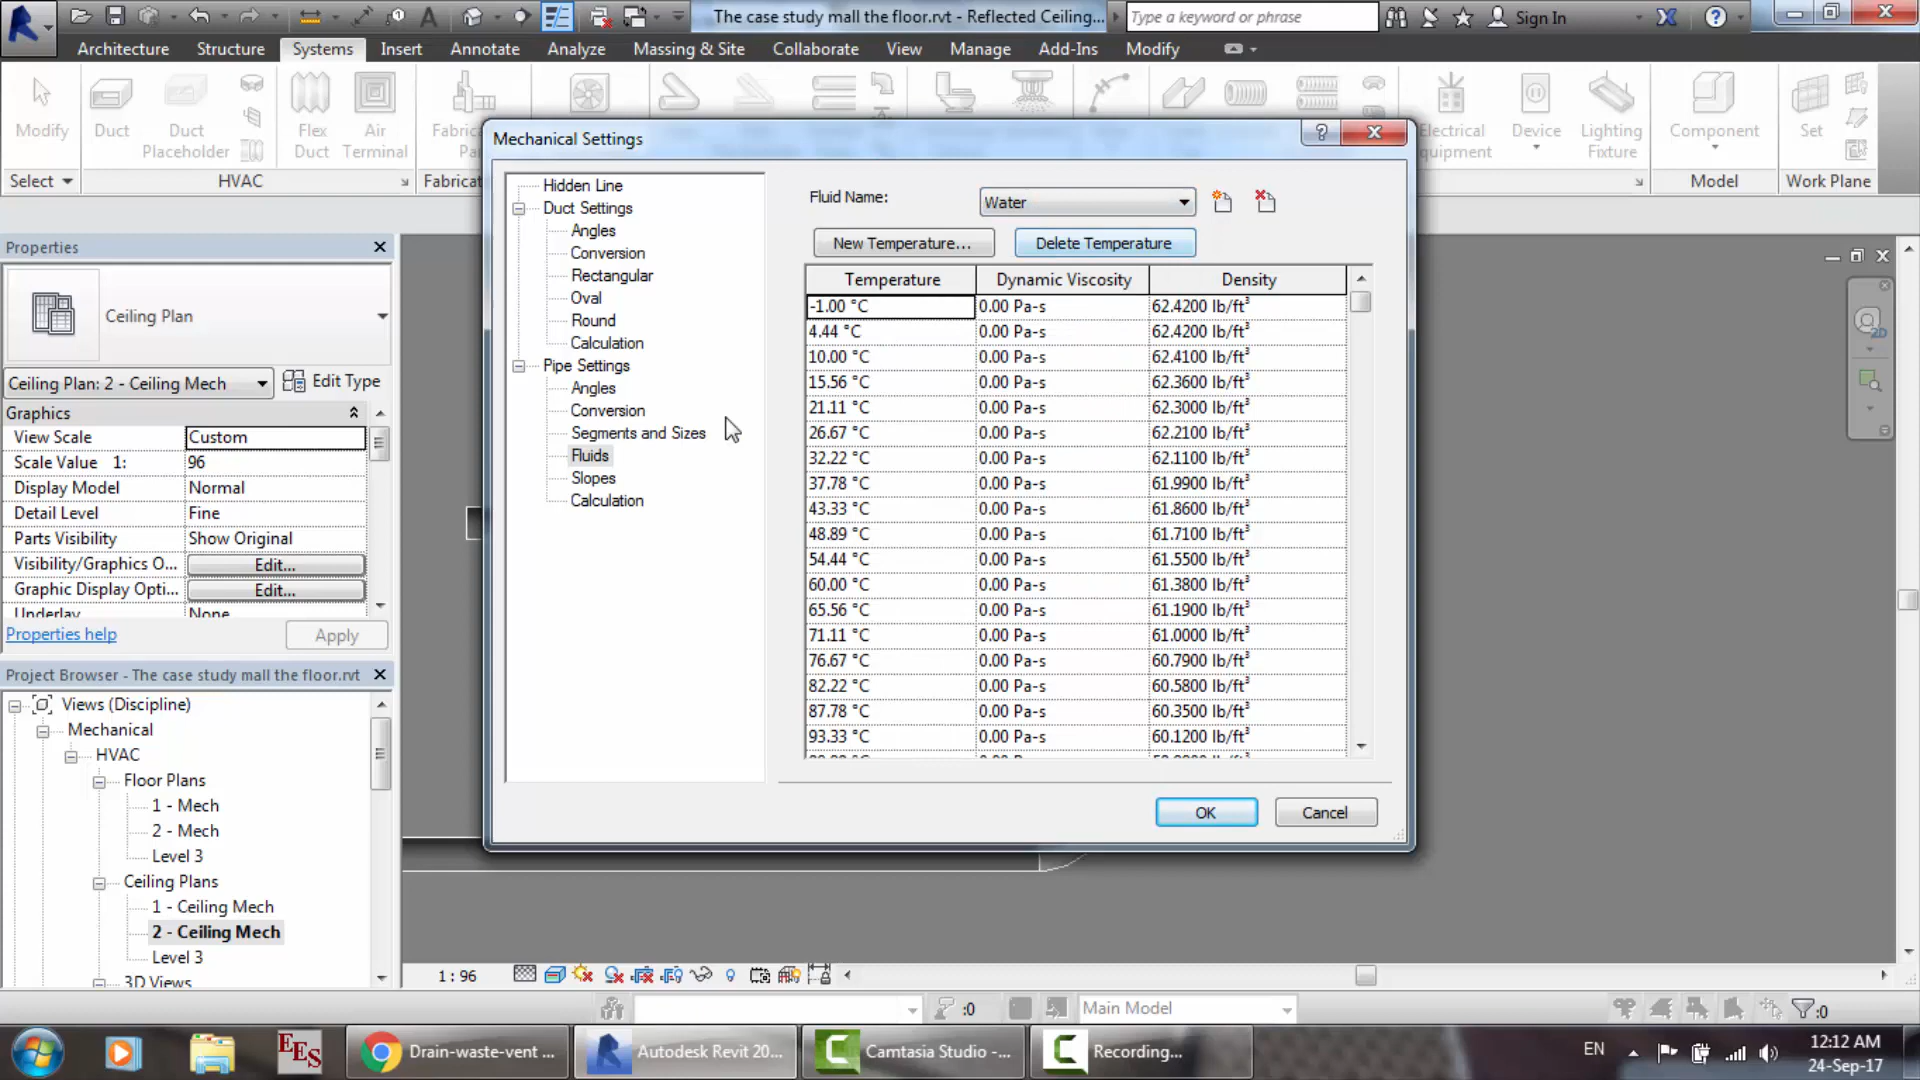 The case study mall the floor.rvt - Reflected Ceiling...
Type a keyword or phrase
Sign In
Architecture Structure Systems Insert Annotate Analyze Massing & Site Collaborate View Manage Add-Ins Modify
Modify
Duct
Duct
Placeholder
Flex
Duct
Air
Terminal
Electrical
Device
Lighting
Fixture
Component
Set
Select
HVAC
Model
Work Plane
Mechanical Settings
Hidden Line
Duct Settings
Angles
Conversion
Rectangular
Oval
Round
Calculation
Pipe Settings
Angles
Conversion
Segments and Sizes
Fluids
Slopes
Calculation
Fluid Name:
Water
New Temperature...
Delete Temperature
Temperature Dynamic Viscosity Density
-1.00 °C 0.00 Pa-s 62.4200 lb/ft³
4.44 °C 0.00 Pa-s 62.4200 lb/ft³
10.00 °C 0.00 Pa-s 62.4100 lb/ft³
15.56 °C 0.00 Pa-s 62.3600 lb/ft³
21.11 °C 0.00 Pa-s 62.3000 lb/ft³
26.67 °C 0.00 Pa-s 62.2100 lb/ft³
32.22 °C 0.00 Pa-s 62.1100 lb/ft³
37.78 °C 0.00 Pa-s 61.9900 lb/ft³
43.33 °C 0.00 Pa-s 61.8600 lb/ft³
48.89 °C 0.00 Pa-s 61.7100 lb/ft³
54.44 °C 0.00 Pa-s 61.5500 lb/ft³
60.00 °C 0.00 Pa-s 61.3800 lb/ft³
65.56 °C 0.00 Pa-s 61.1900 lb/ft³
71.11 °C 0.00 Pa-s 61.0000 lb/ft³
76.67 °C 0.00 Pa-s 60.7900 lb/ft³
82.22 °C 0.00 Pa-s 60.5800 lb/ft³
87.78 °C 0.00 Pa-s 60.3500 lb/ft³
93.33 °C 0.00 Pa-s 60.1200 lb/ft³
OK
Cancel
Properties
Ceiling Plan
Ceiling Plan: 2 - Ceiling Mech
Edit Type
Graphics
View Scale Custom
Scale Value 1: 96
Display Model Normal
Detail Level Fine
Parts Visibility Show Original
Visibility/Graphics O... Edit...
Graphic Display Opti... Edit...
Underlay None
Properties help
Apply
Project Browser - The case study mall the floor.rvt
Views (Discipline)
Mechanical
HVAC
Floor Plans
1 - Mech
2 - Mech
Level 3
Ceiling Plans
1 - Ceiling Mech
2 - Ceiling Mech
Level 3
3D Views
1 : 96
:0
Main Model
:0
EES
Drain-waste-vent ...
Autodesk Revit 20...
Camtasia Studio -...
Recording...
EN
12:12 AM
24-Sep-17